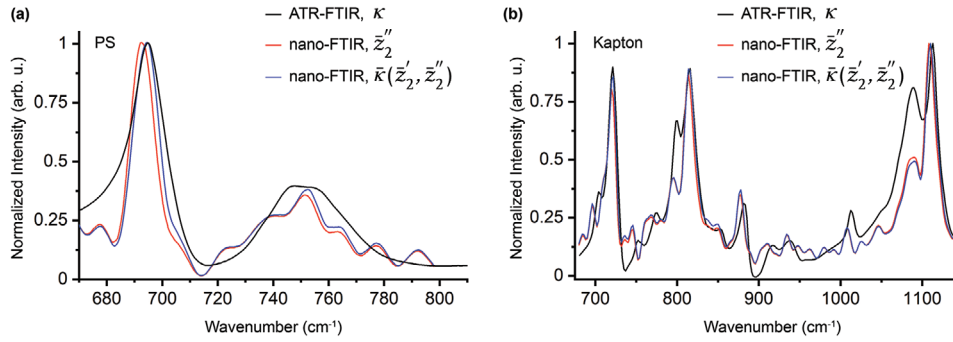 (a)
ATR-FTIR, κ
nano-FTIR, z̄₂″
nano-FTIR, κ̄(z̄₂′, z̄₂″)
PS
Normalized Intensity (arb. u.)
1
0.75
0.5
0.25
0
680 700 720 740 760 780 800
Wavenumber (cm⁻¹)
(b)
ATR-FTIR, κ
nano-FTIR, z̄₂″
nano-FTIR, κ̄(z̄₂′, z̄₂″)
Kapton
Normalized Intensity (arb. u.)
1
0.75
0.5
0.25
0
700 800 900 1000 1100
Wavenumber (cm⁻¹)